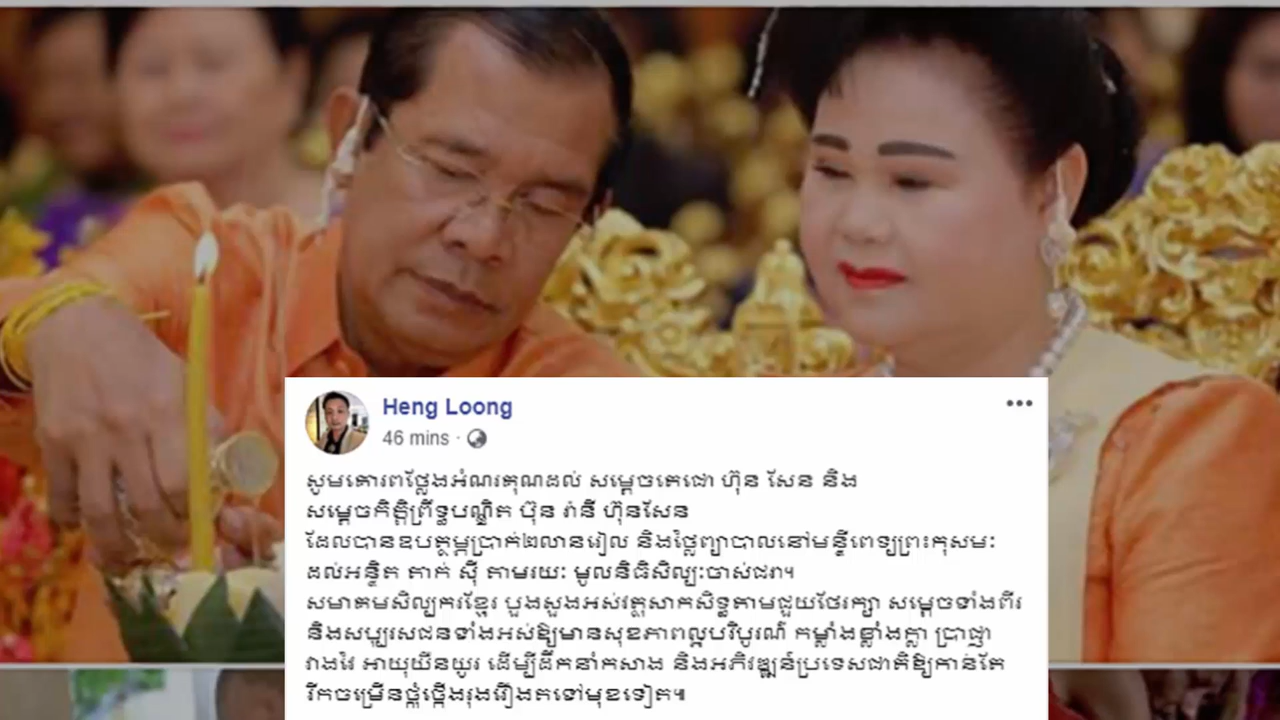 Heng Loong
46 mins ·
សូមគោរពថ្លែងអំណរគុណដល់ សម្តេចតេជោ ហ៊ុន សែន និង
សម្តេចកិត្តិព្រឹទ្ធបណ្ឌិត ប៊ុន រ៉ានី ហ៊ុនសែន
ដែលបានឧបត្ថម្ភប្រាក់២លានរៀល និងថ្លៃព្យាបាលនៅមន្ទីពេទ្យព្រះកុសមៈ
ដល់អន្ទិត តាក់ ស៊ី តាមរយៈ មូលនិធិសិល្បៈចាស់ជរា។
សមាគមសិល្បករខ្មែរ បួងសួងអស់វត្ថុសាកសិទ្ធតាមជួយថែរក្សា សម្តេចទាំងពីរ
និងសប្បុរសជនទាំងអស់ឱ្យមានសុខភាពល្អបរិបូរណ៍ កម្លាំងខ្លាំងក្លា ប្រាជ្ញា
វាងវៃ អាយុយឺនយូរ ដើម្បីដឹកនាំកសាង និងអភិវឌ្ឍន៍ប្រទេសជាតិឱ្យកាន់តែ
រីកចម្រើនថ្កុំថ្កើងរុងរឿងតទៅមុខទៀត៕